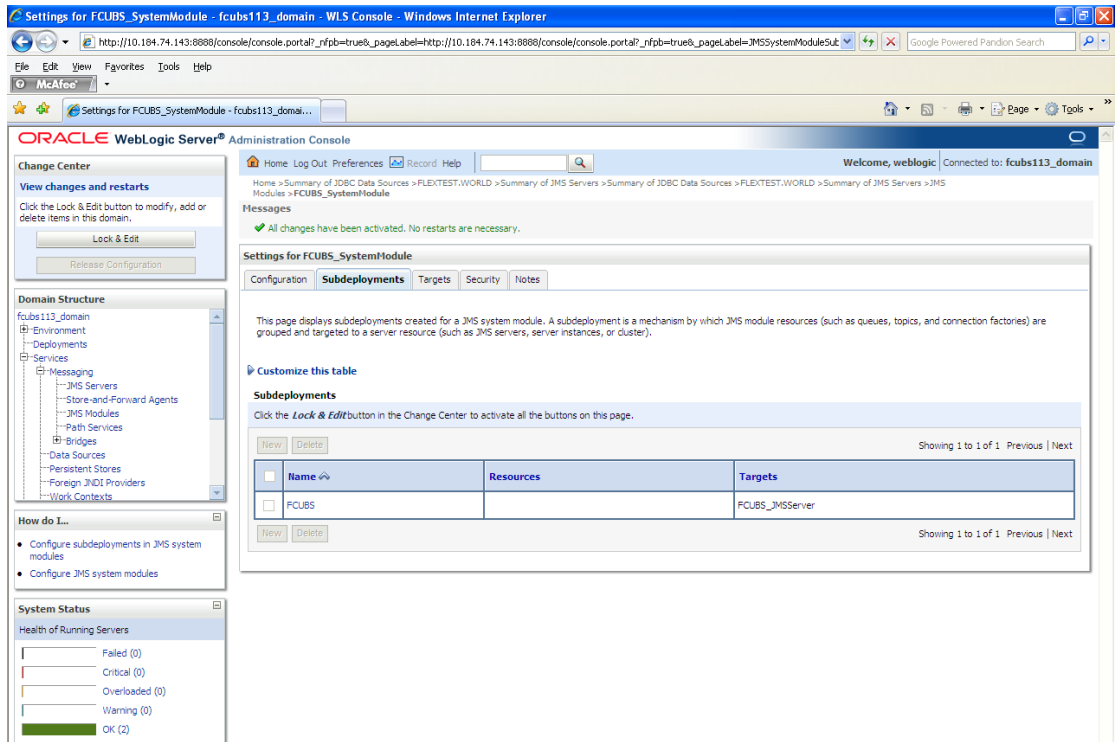 Settings for FCUBS_SystemModule - fcubs113_domain - WLS Console - Windows Internet Explorer
http://10.184.74.143:8888/console/console.portal?_nfpb=true&_pageLabel=http://10.184.74.143:8888/console/console.portal?_nfpb=true&_pageLabel=JMSSystemModuleSub
Google Powered Pandion Search
File Edit View Favorites Tools Help
McAfee
Settings for FCUBS_SystemModule - fcubs113_domai...
Page Tools
ORACLE WebLogic Server® Administration Console
Change Center
View changes and restarts
Click the Lock & Edit button to modify, add or
delete items in this domain.
Lock & Edit
Release Configuration
Domain Structure
fcubs113_domain
Environment
Deployments
Services
Messaging
JMS Servers
Store-and-Forward Agents
JMS Modules
Path Services
Bridges
Data Sources
Persistent Stores
Foreign JNDI Providers
Work Contexts
How do I...
Configure subdeployments in JMS system
modules
Configure JMS system modules
System Status
Health of Running Servers
Failed (0)
Critical (0)
Overloaded (0)
Warning (0)
OK (2)
Home Log Out Preferences Record Help
Welcome, weblogic Connected to: fcubs113_domain
Home >Summary of JDBC Data Sources >FLEXTEST.WORLD >Summary of JMS Servers >Summary of JDBC Data Sources >FLEXTEST.WORLD >Summary of JMS Servers >JMS
Modules >FCUBS_SystemModule
Messages
All changes have been activated. No restarts are necessary.
Settings for FCUBS_SystemModule
Configuration Subdeployments Targets Security Notes
This page displays subdeployments created for a JMS system module. A subdeployment is a mechanism by which JMS module resources (such as queues, topics, and connection factories) are
grouped and targeted to a server resource (such as JMS servers, server instances, or cluster).
Customize this table
Subdeployments
Click the Lock & Edit button in the Change Center to activate all the buttons on this page.
New Delete Showing 1 to 1 of 1 Previous | Next
Name Resources Targets
FCUBS FCUBS_JMSServer
New Delete Showing 1 to 1 of 1 Previous | Next